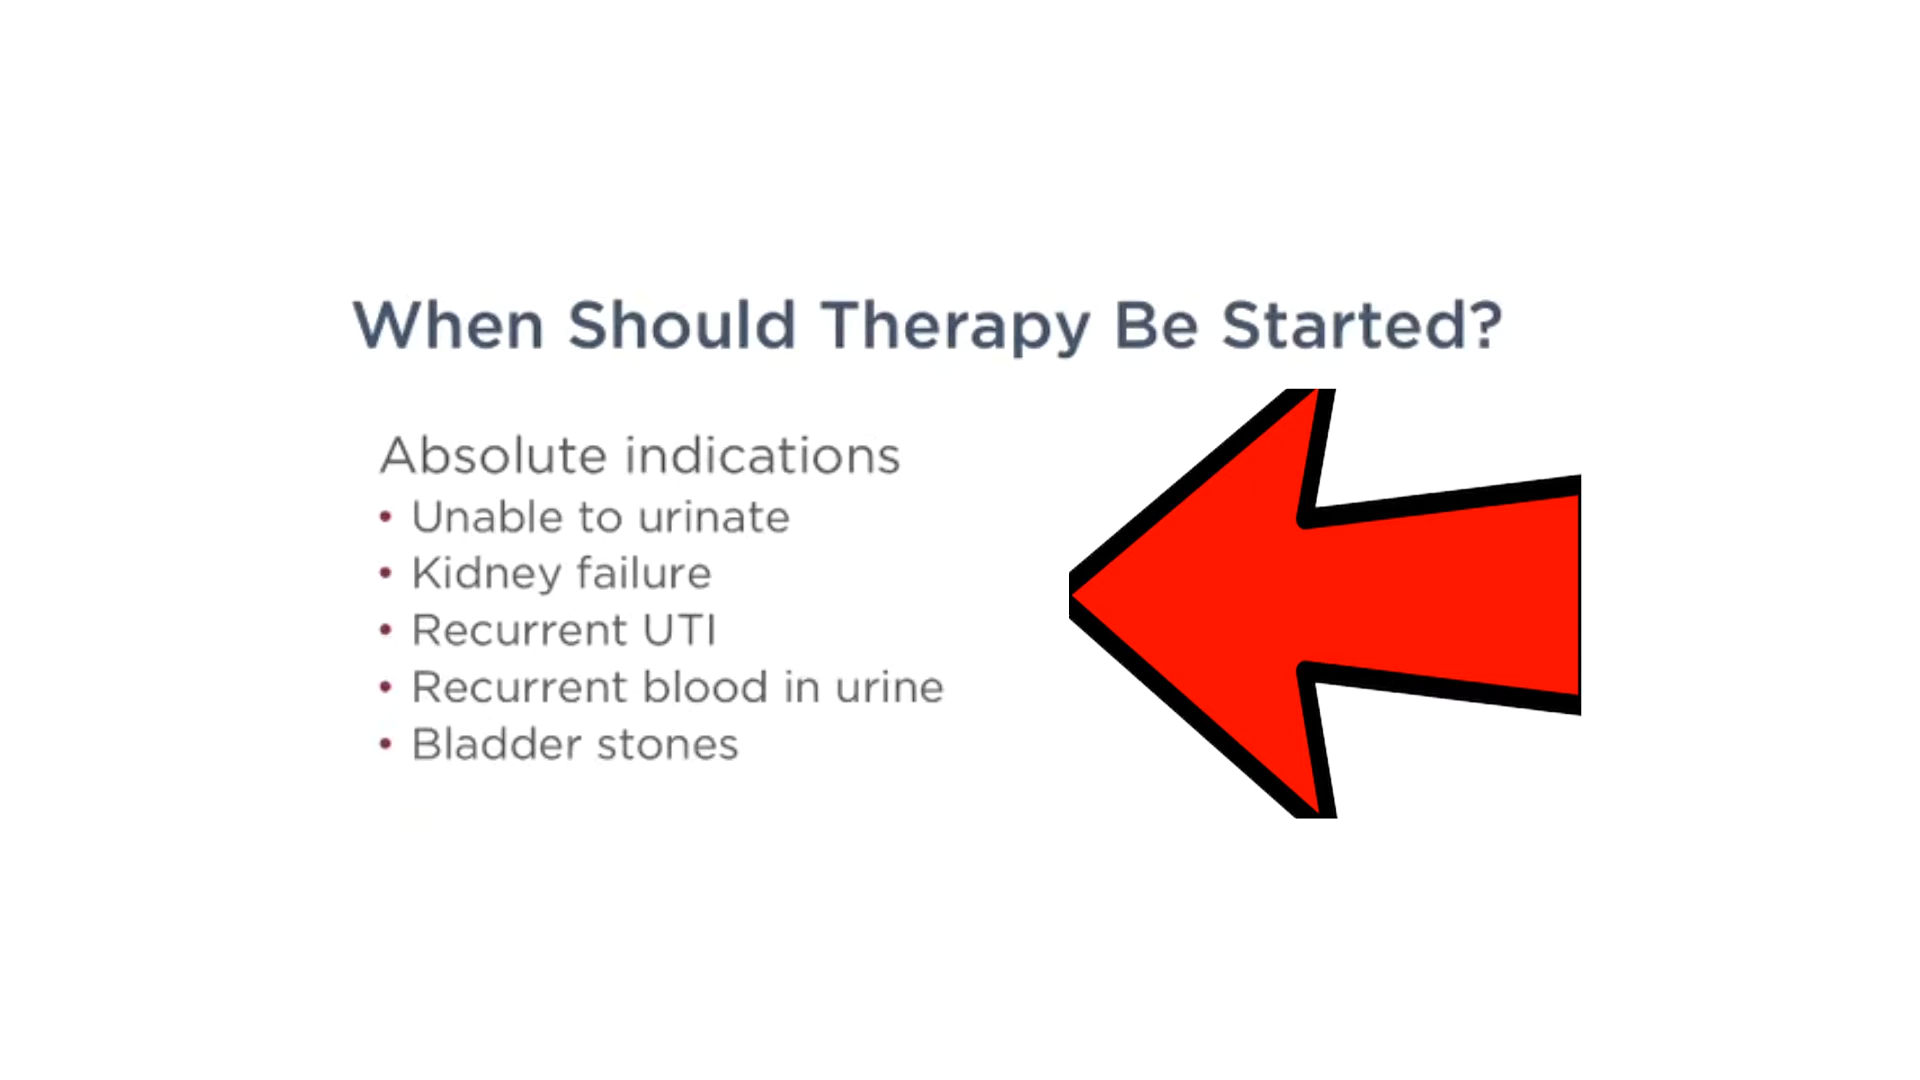 When Should Therapy Be Started?
Absolute indications
• Unable to urinate
• Kidney failure
• Recurrent UTI
• Recurrent blood in urine
• Bladder stones